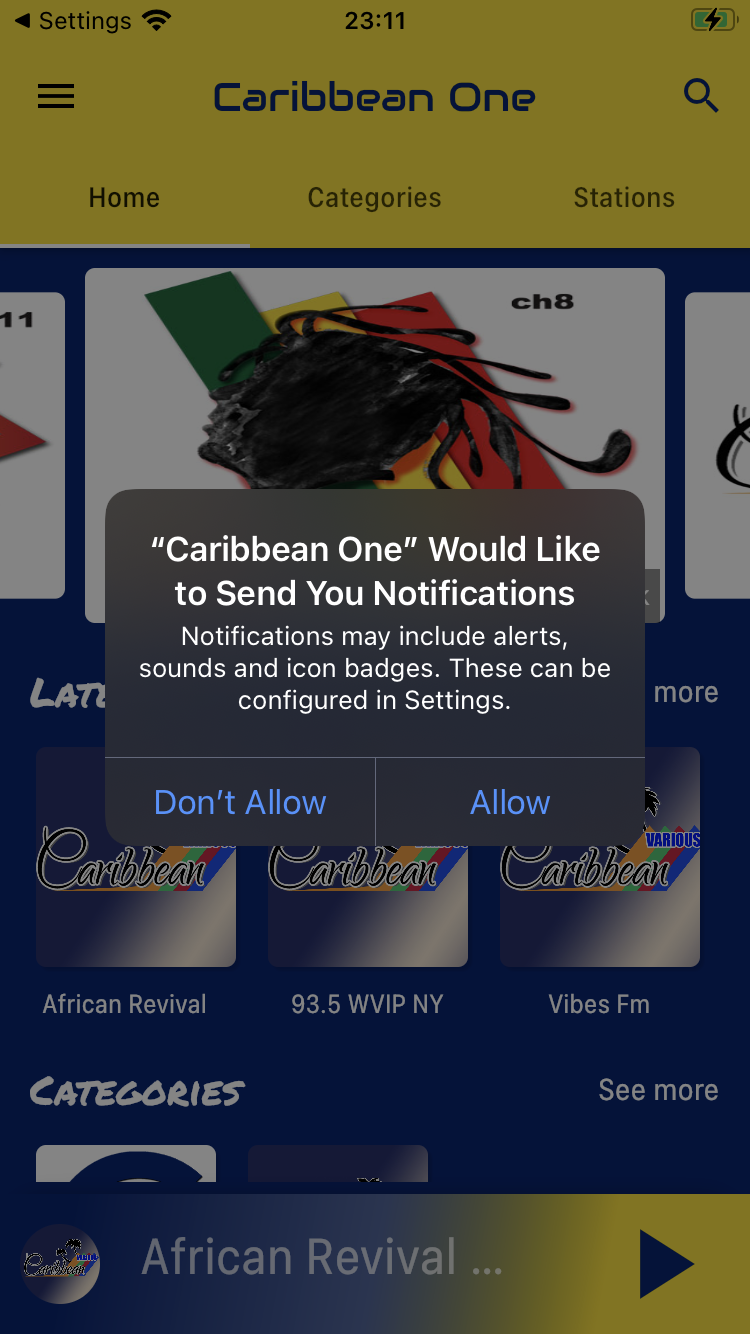 ◀ Settings 23:11
Caribbean One
Home Categories Stations
11
ch8
“Caribbean One” Would Like
to Send You Notifications
Notifications may include alerts,
sounds and icon badges. These can be
configured in Settings.
Don’t Allow Allow
more
Caribbean
Caribbean
Caribbean VARIOUS
African Revival 93.5 WVIP NY Vibes Fm
CATEGORIES See more
Caribbean
African Revival ...